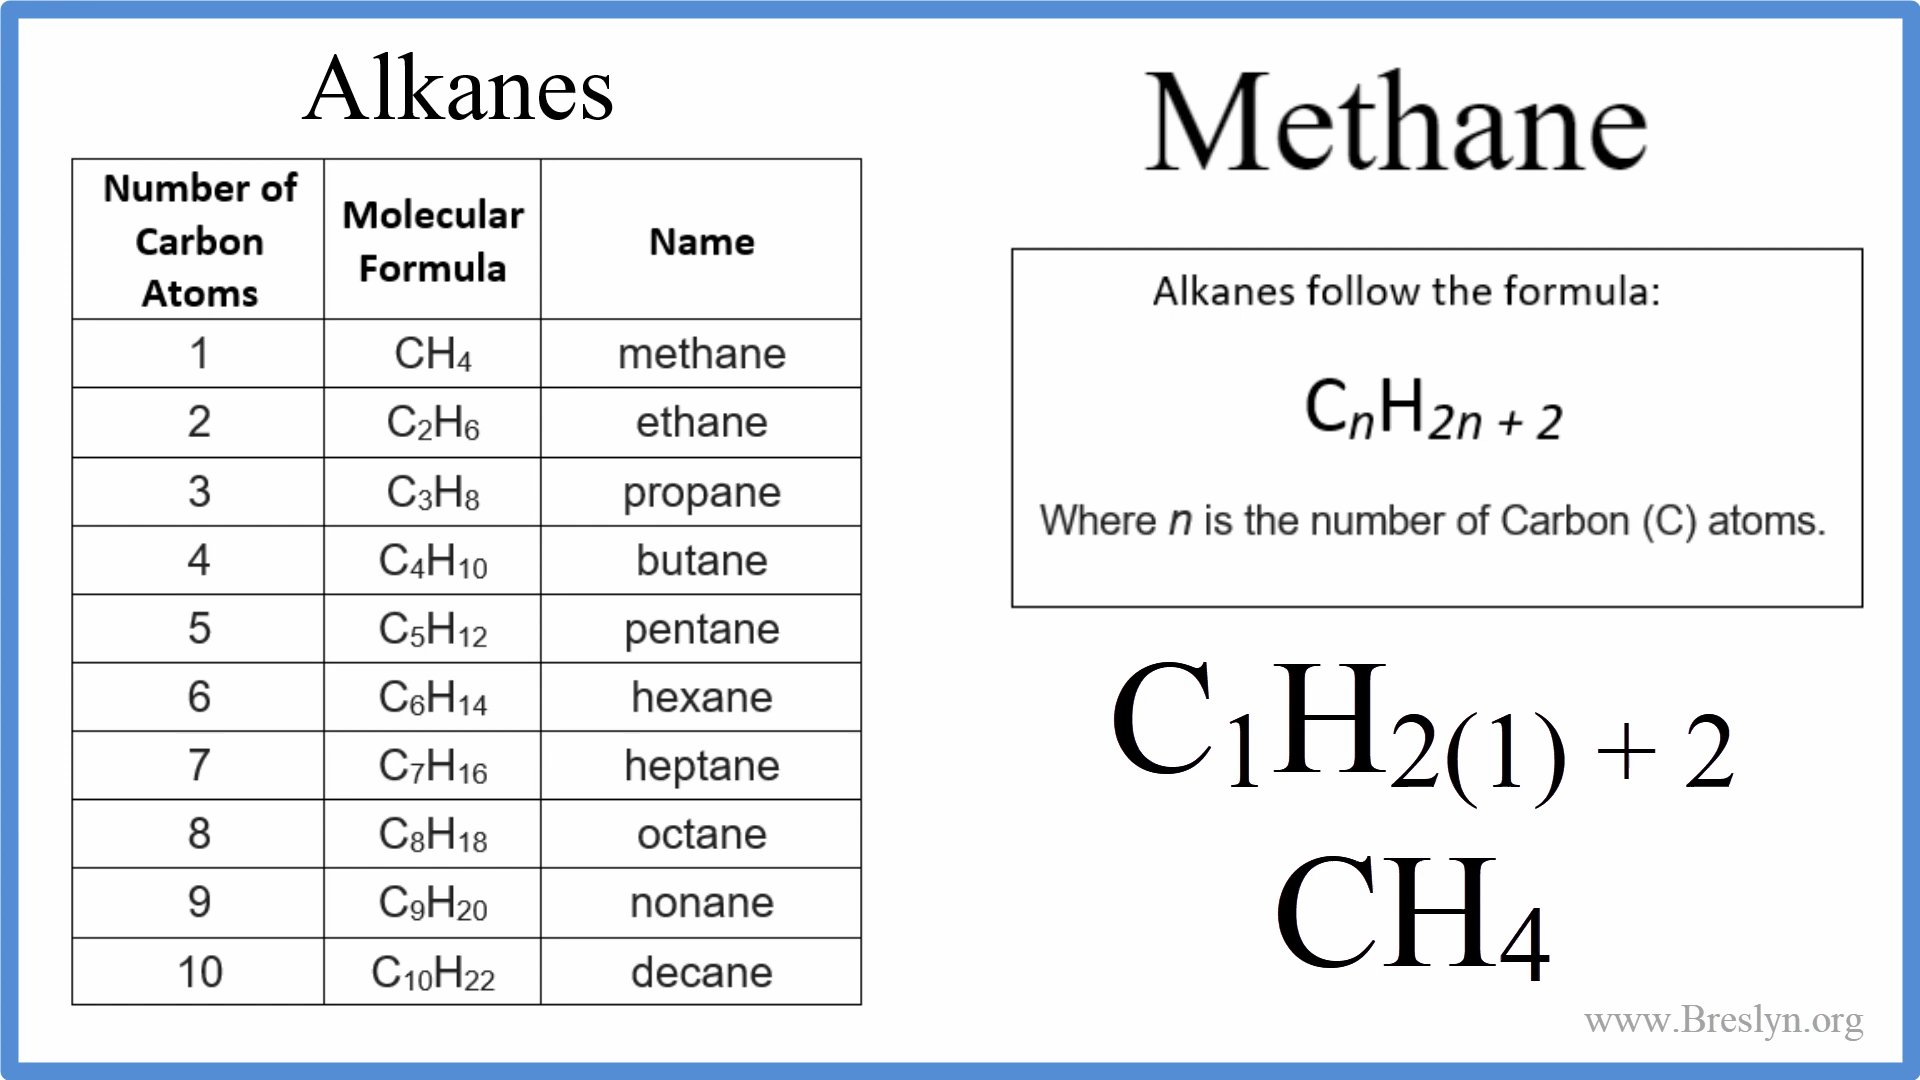 Alkanes
Number of Carbon Atoms	Molecular Formula	Name
1	CH₄	methane
2	C₂H₆	ethane
3	C₃H₈	propane
4	C₄H₁₀	butane
5	C₅H₁₂	pentane
6	C₆H₁₄	hexane
7	C₇H₁₆	heptane
8	C₈H₁₈	octane
9	C₉H₂₀	nonane
10	C₁₀H₂₂	decane
Methane
Alkanes follow the formula:
CₙH₂ₙ ₊ ₂
Where n is the number of Carbon (C) atoms.
C₁H₂₍₁₎ ₊ ₂
CH₄
www.Breslyn.org